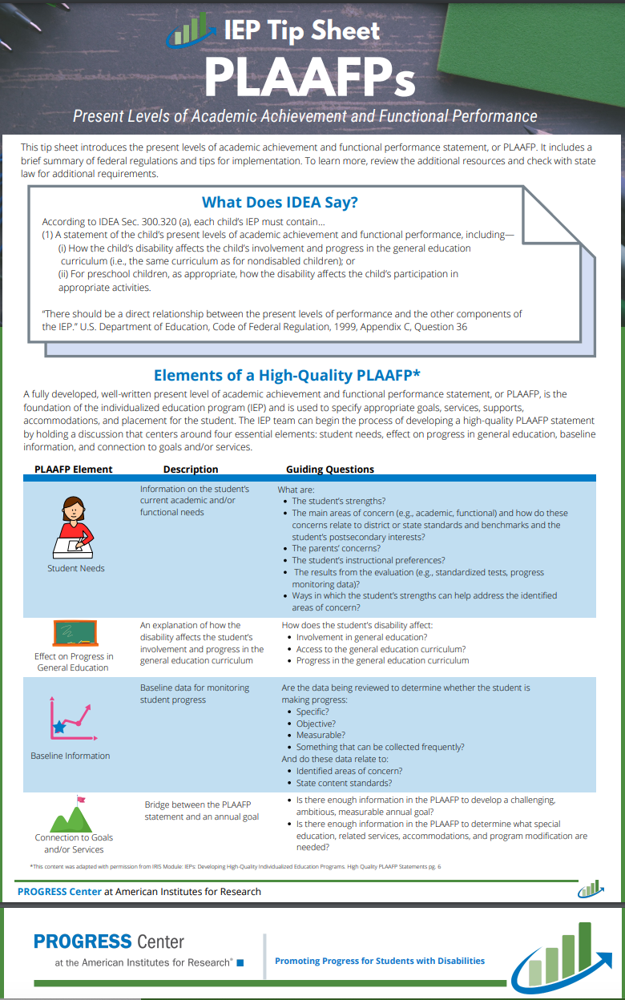 IEP Tip Sheet
PLAAFPs
Present Levels of Academic Achievement and Functional Performance
This tip sheet introduces the present levels of academic achievement and functional performance statement, or PLAAFP. It includes a
brief summary of federal regulations and tips for implementation. To learn more, review the additional resources and check with state
law for additional requirements.
What Does IDEA Say?
According to IDEA Sec. 300.320 (a), each child's IEP must contain...
(1) A statement of the child's present levels of academic achievement and functional performance, including—
(i) How the child's disability affects the child's involvement and progress in the general education
curriculum (i.e., the same curriculum as for nondisabled children); or
(ii) For preschool children, as appropriate, how the disability affects the child's participation in
appropriate activities.
"There should be a direct relationship between the present levels of performance and the other components of
the IEP." U.S. Department of Education, Code of Federal Regulation, 1999, Appendix C, Question 36
Elements of a High-Quality PLAAFP*
A fully developed, well-written present level of academic achievement and functional performance statement, or PLAAFP, is the
foundation of the individualized education program (IEP) and is used to specify appropriate goals, services, supports,
accommodations, and placement for the student. The IEP team can begin the process of developing a high-quality PLAAFP statement
by holding a discussion that centers around four essential elements: student needs, effect on progress in general education, baseline
information, and connection to goals and/or services.
PLAAFP Element Description Guiding Questions
Student Needs
Information on the student's
current academic and/or
functional needs
What are:
• The student's strengths?
• The main areas of concern (e.g., academic, functional) and how do these
concerns relate to district or state standards and benchmarks and the
student's postsecondary interests?
• The parents' concerns?
• The student's instructional preferences?
• The results from the evaluation (e.g., standardized tests, progress
monitoring data)?
• Ways in which the student's strengths can help address the identified
areas of concern?
Effect on Progress in
General Education
An explanation of how the
disability affects the student's
involvement and progress in the
general education curriculum
How does the student's disability affect:
• Involvement in general education?
• Access to the general education curriculum?
• Progress in the general education curriculum
Baseline Information
Baseline data for monitoring
student progress
Are the data being reviewed to determine whether the student is
making progress:
• Specific?
• Objective?
• Measurable?
• Something that can be collected frequently?
And do these data relate to:
• Identified areas of concern?
• State content standards?
Connection to Goals
and/or Services
Bridge between the PLAAFP
statement and an annual goal
• Is there enough information in the PLAAFP to develop a challenging,
ambitious, measurable annual goal?
• Is there enough information in the PLAAFP to determine what special
education, related services, accommodations, and program modification are
needed?
*This content was adapted with permission from IRIS Module: IEPs: Developing High-Quality Individualized Education Programs. High Quality PLAAFP Statements pg. 6
PROGRESS Center at American Institutes for Research
PROGRESS Center
at the American Institutes for Research®
Promoting Progress for Students with Disabilities